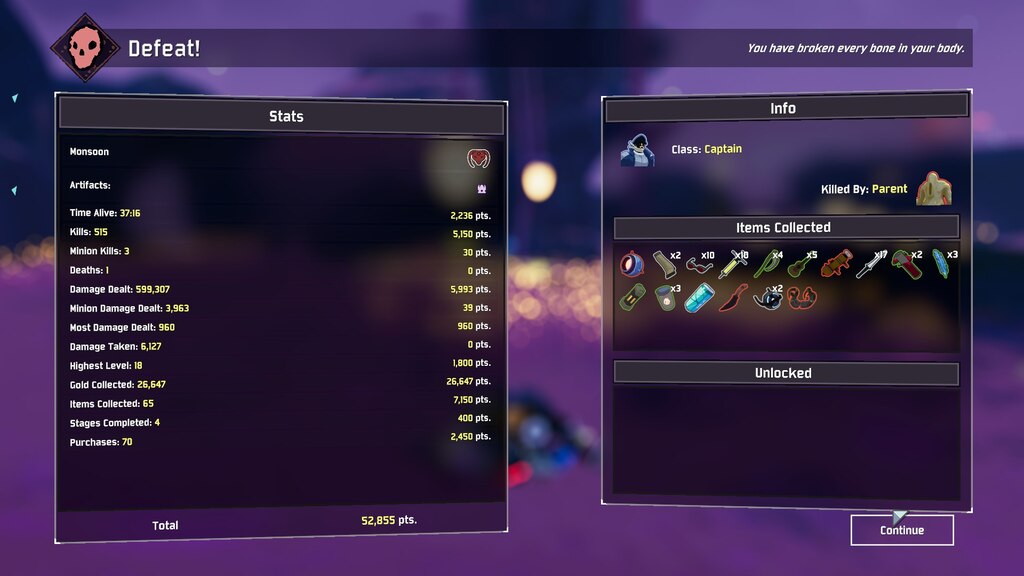 Defeat!
You have broken every bone in your body.
Stats
Monsoon
Artifacts:
Time Alive: 37:16 2,236 pts.
Kills: 515 5,150 pts.
Minion Kills: 3 30 pts.
Deaths: 1 0 pts.
Damage Dealt: 599,307 5,993 pts.
Minion Damage Dealt: 3,963 39 pts.
Most Damage Dealt: 960 960 pts.
Damage Taken: 6,127 0 pts.
Highest Level: 18 1,800 pts.
Gold Collected: 26,647 26,647 pts.
Items Collected: 65 7,150 pts.
Stages Completed: 4 400 pts.
Purchases: 70 2,450 pts.
Total 52,855 pts.
Info
Class: Captain
Killed By: Parent
Items Collected
x2 x10 x18 x4 x5 x17 x2 x3
x3 x2
Unlocked
Continue